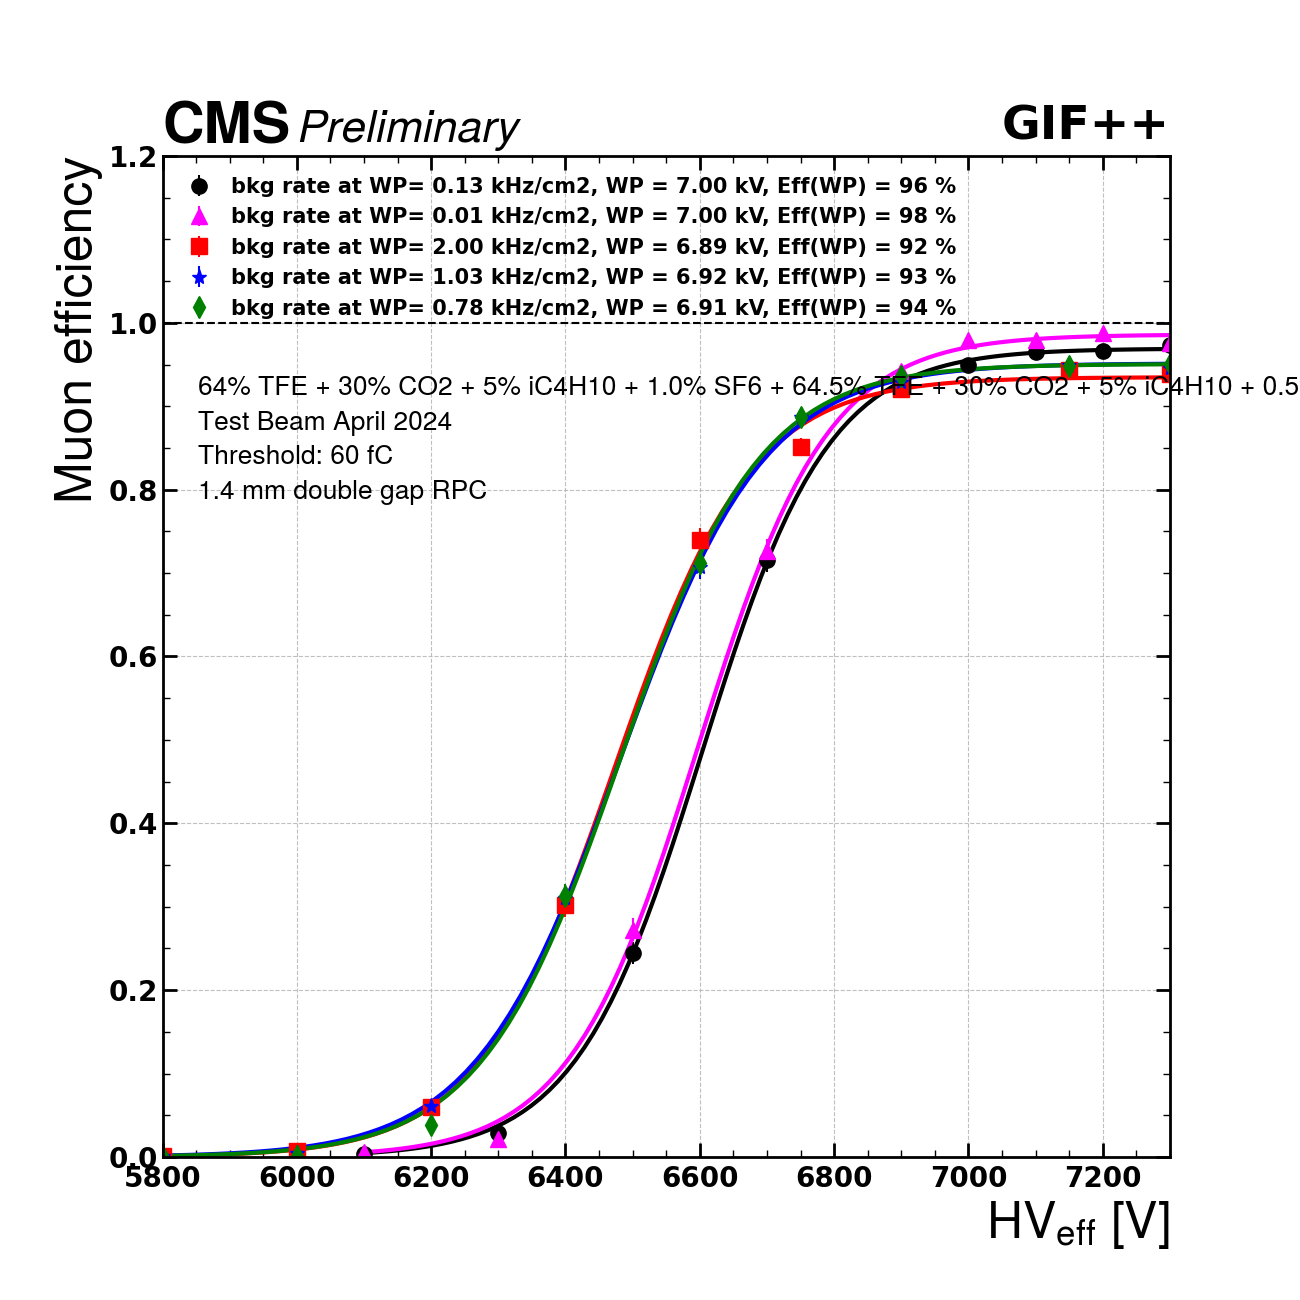 CMS Preliminary GIF++
Muon efficiency
1.2
1.0
0.8
0.6
0.4
0.2
0.0
bkg rate at WP= 0.13 kHz/cm2, WP = 7.00 kV, Eff(WP) = 96 %
bkg rate at WP= 0.01 kHz/cm2, WP = 7.00 kV, Eff(WP) = 98 %
bkg rate at WP= 2.00 kHz/cm2, WP = 6.89 kV, Eff(WP) = 92 %
bkg rate at WP= 1.03 kHz/cm2, WP = 6.92 kV, Eff(WP) = 93 %
bkg rate at WP= 0.78 kHz/cm2, WP = 6.91 kV, Eff(WP) = 94 %
64% TFE + 30% CO2 + 5% iC4H10 + 1.0% SF6 + 64.5% TFE + 30% CO2 + 5% iC4H10 + 0.5
Test Beam April 2024
Threshold: 60 fC
1.4 mm double gap RPC
5800 6000 6200 6400 6600 6800 7000 7200
HVeff [V]